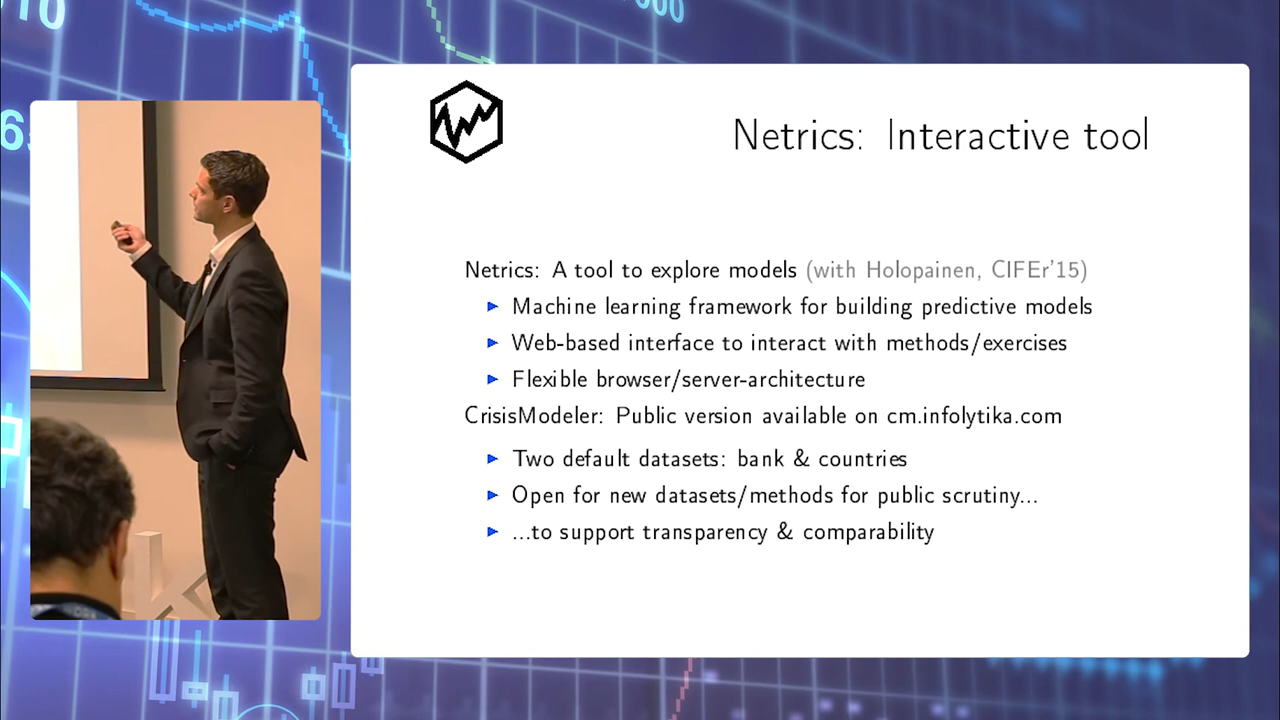 Netrics: Interactive tool
Netrics: A tool to explore models (with Holopainen, CIFEr'15)
Machine learning framework for building predictive models
Web-based interface to interact with methods/exercises
Flexible browser/server-architecture
CrisisModeler: Public version available on cm.infolytika.com
Two default datasets: bank & countries
Open for new datasets/methods for public scrutiny...
...to support transparency & comparability